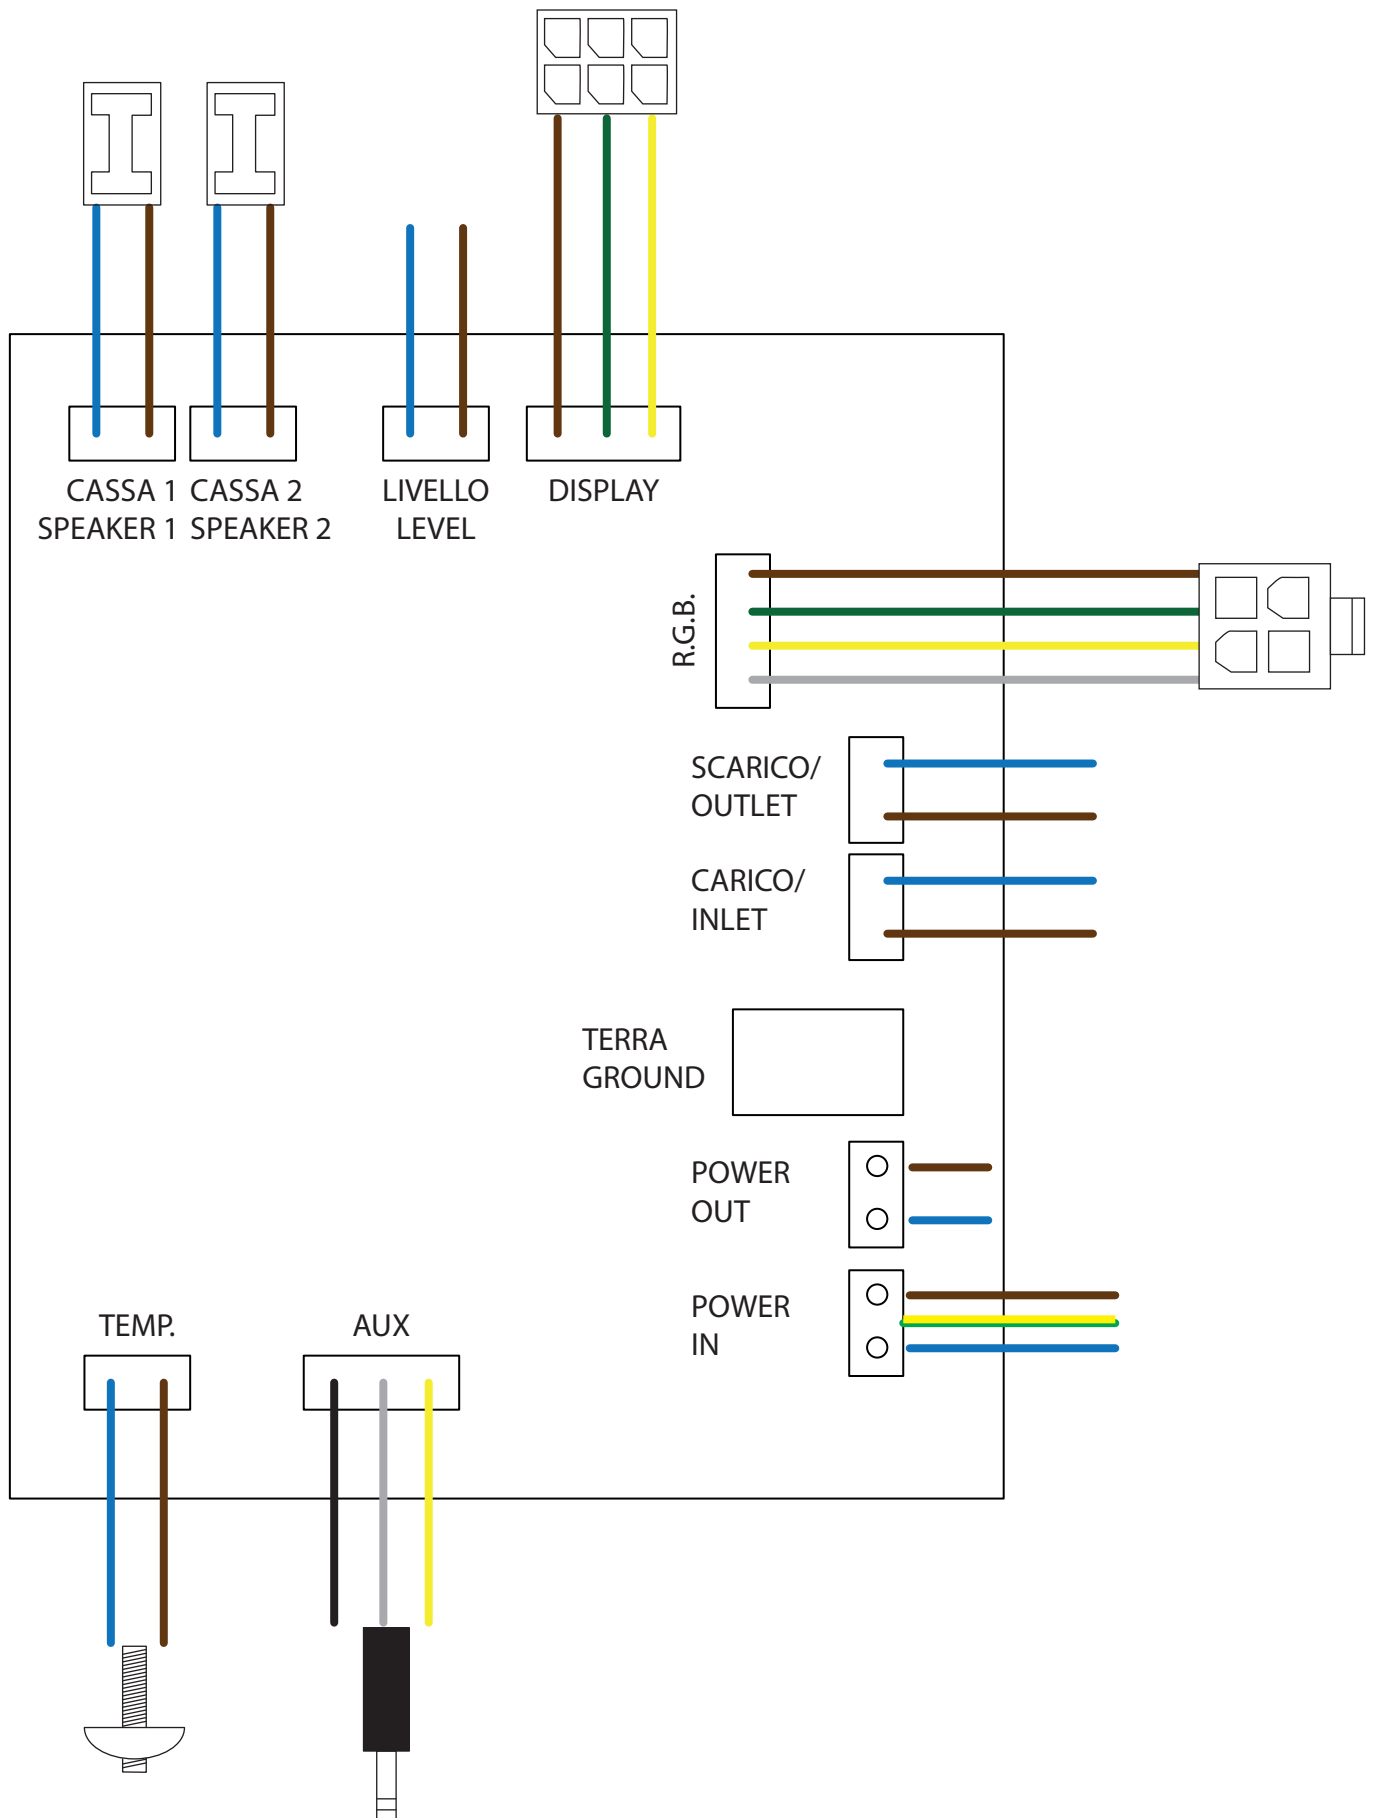 CASSA 1 CASSA 2 LIVELLO DISPLAY
SPEAKER 1 SPEAKER 2 LEVEL
R.G.B.
SCARICO/
OUTLET
CARICO/
INLET
TERRA
GROUND
POWER
OUT
POWER
IN
TEMP. AUX